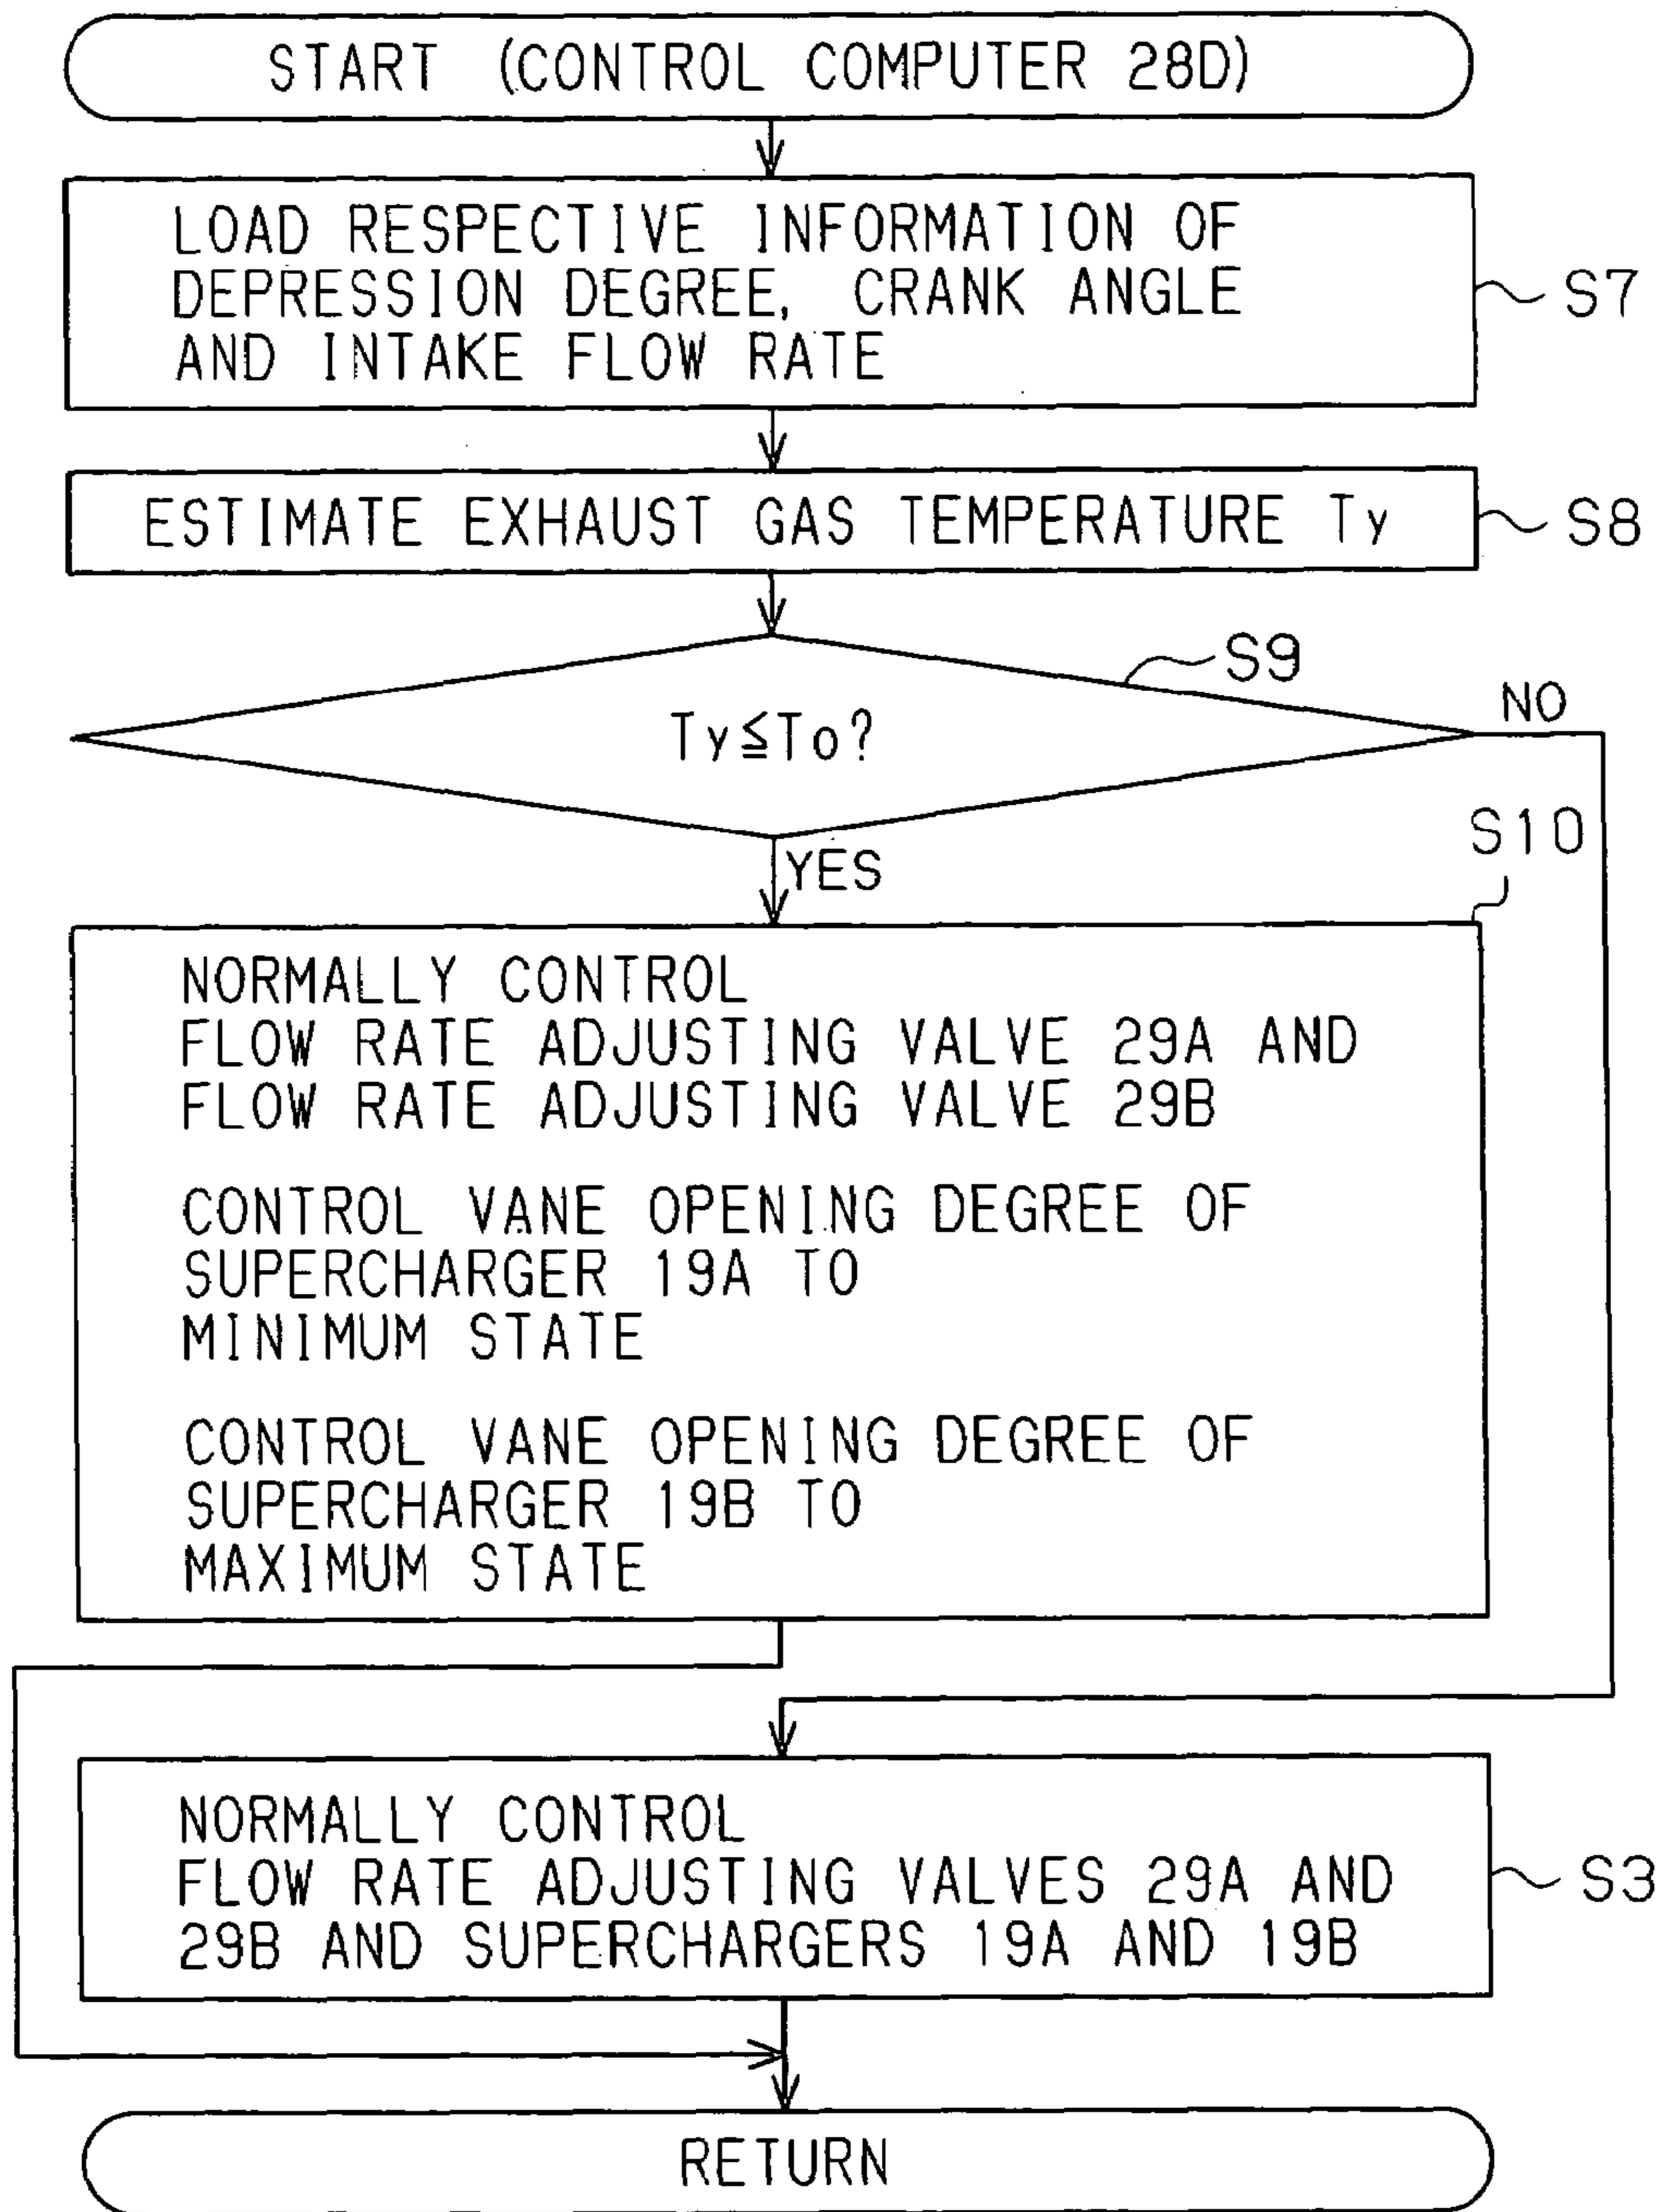 START (CONTROL COMPUTER 28D)
LOAD RESPECTIVE INFORMATION OF
DEPRESSION DEGREE, CRANK ANGLE
AND INTAKE FLOW RATE
S7
ESTIMATE EXHAUST GAS TEMPERATURE Ty
S8
S9
Ty≦To?
NO
YES
S10
NORMALLY CONTROL
FLOW RATE ADJUSTING VALVE 29A AND
FLOW RATE ADJUSTING VALVE 29B
CONTROL VANE OPENING DEGREE OF
SUPERCHARGER 19A TO
MINIMUM STATE
CONTROL VANE OPENING DEGREE OF
SUPERCHARGER 19B TO
MAXIMUM STATE
NORMALLY CONTROL
FLOW RATE ADJUSTING VALVES 29A AND
29B AND SUPERCHARGERS 19A AND 19B
S3
RETURN